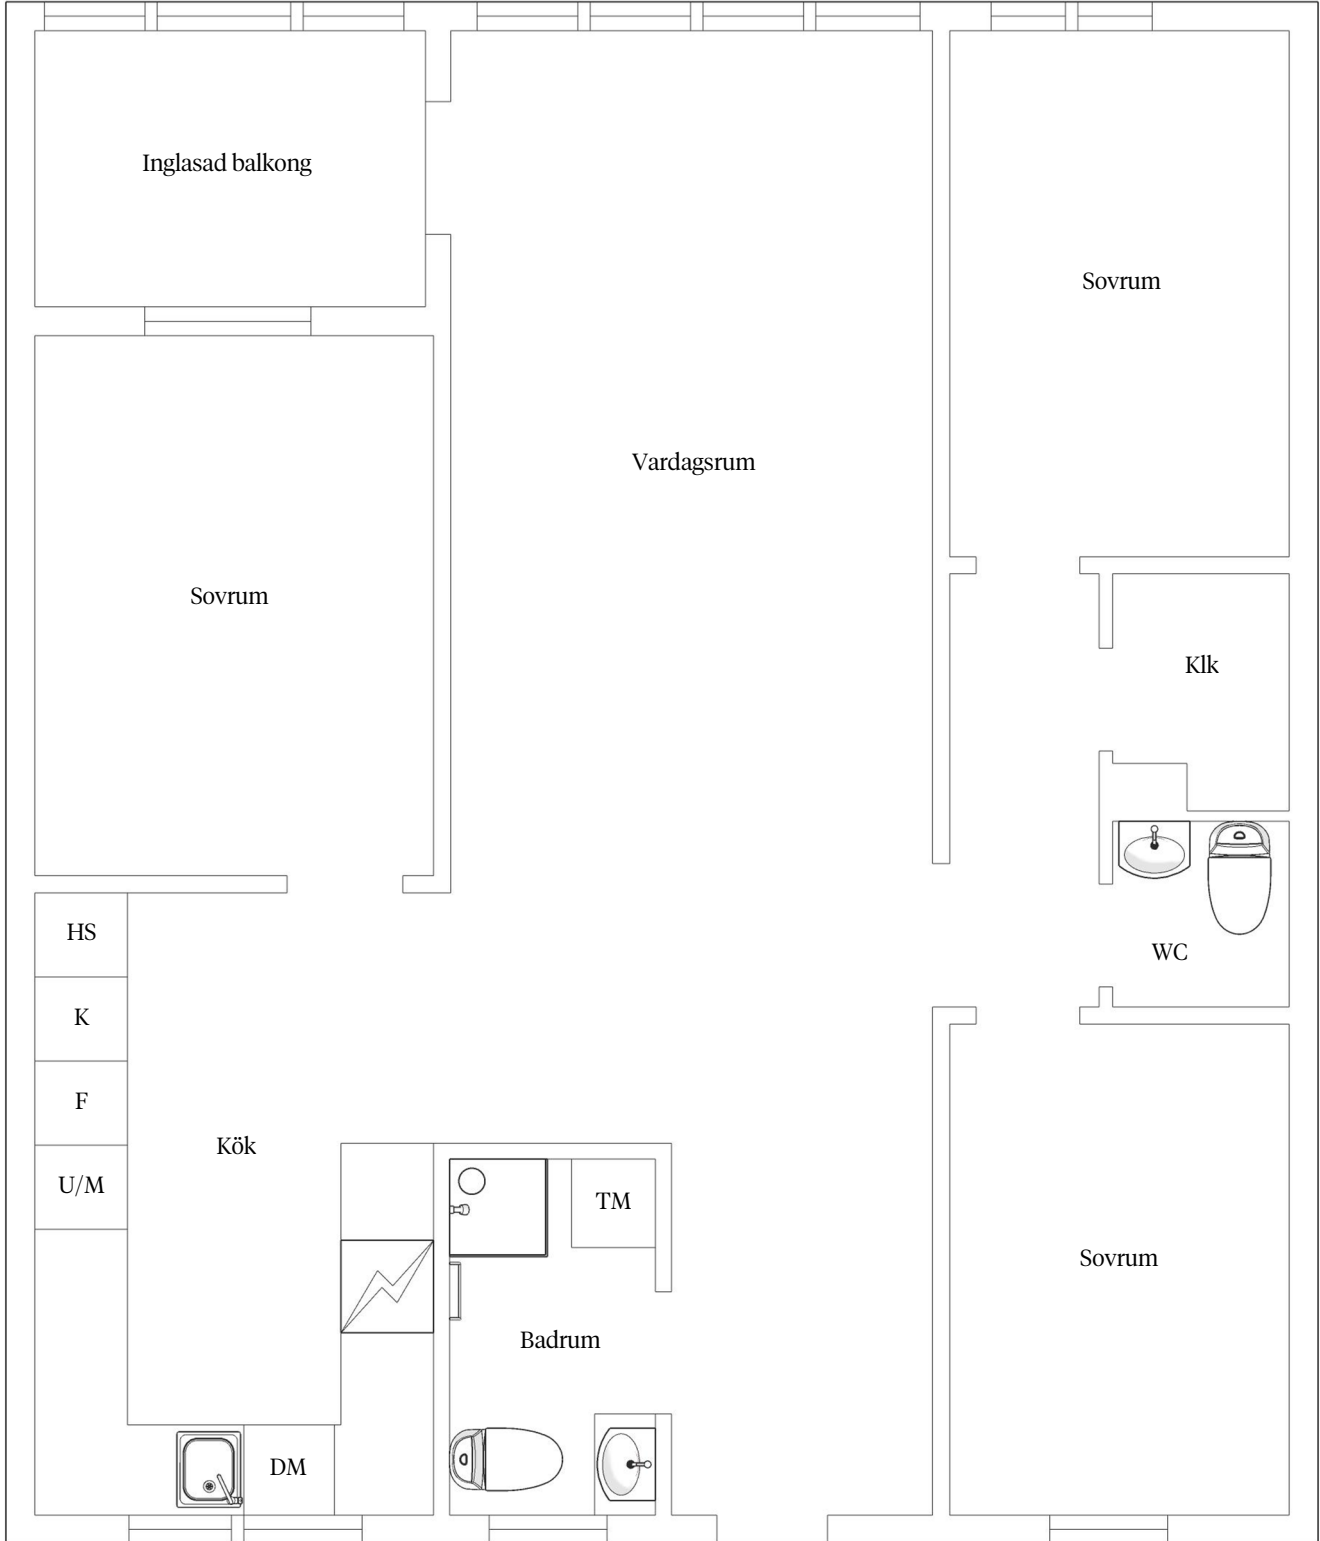 Inglasad balkong
Sovrum
Vardagsrum
Sovrum
Klk
HS
WC
K
F
Kök
U/M
TM
Sovrum
Badrum
DM